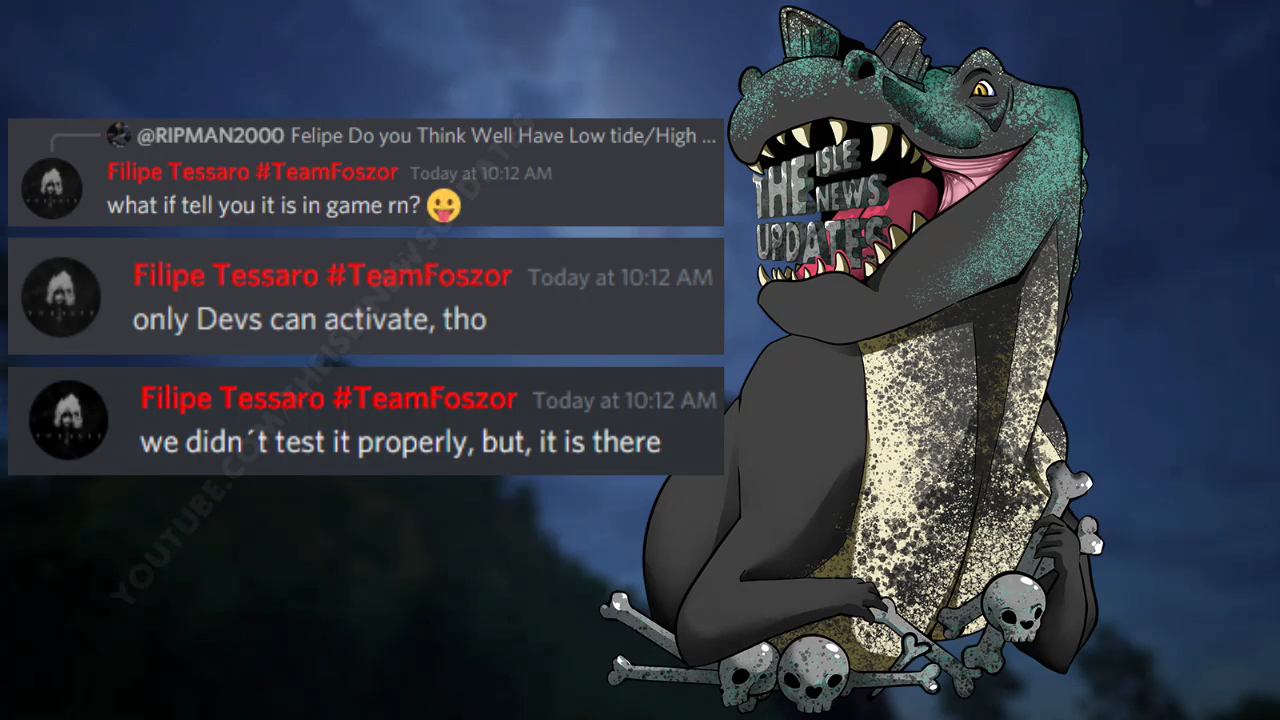 @RIPMAN2000 Felipe Do you Think Well Have Low tide/High ...
Filipe Tessaro #TeamFoszor Today at 10:12 AM
what if tell you it is in game rn? 😛
Filipe Tessaro #TeamFoszor Today at 10:12 AM
only Devs can activate, tho
Filipe Tessaro #TeamFoszor Today at 10:12 AM
we didn´t test it properly, but, it is there
THE ISLE
NEWS
UPDATES
YOUTUBE.COM/THEISLENEWSUPDATES